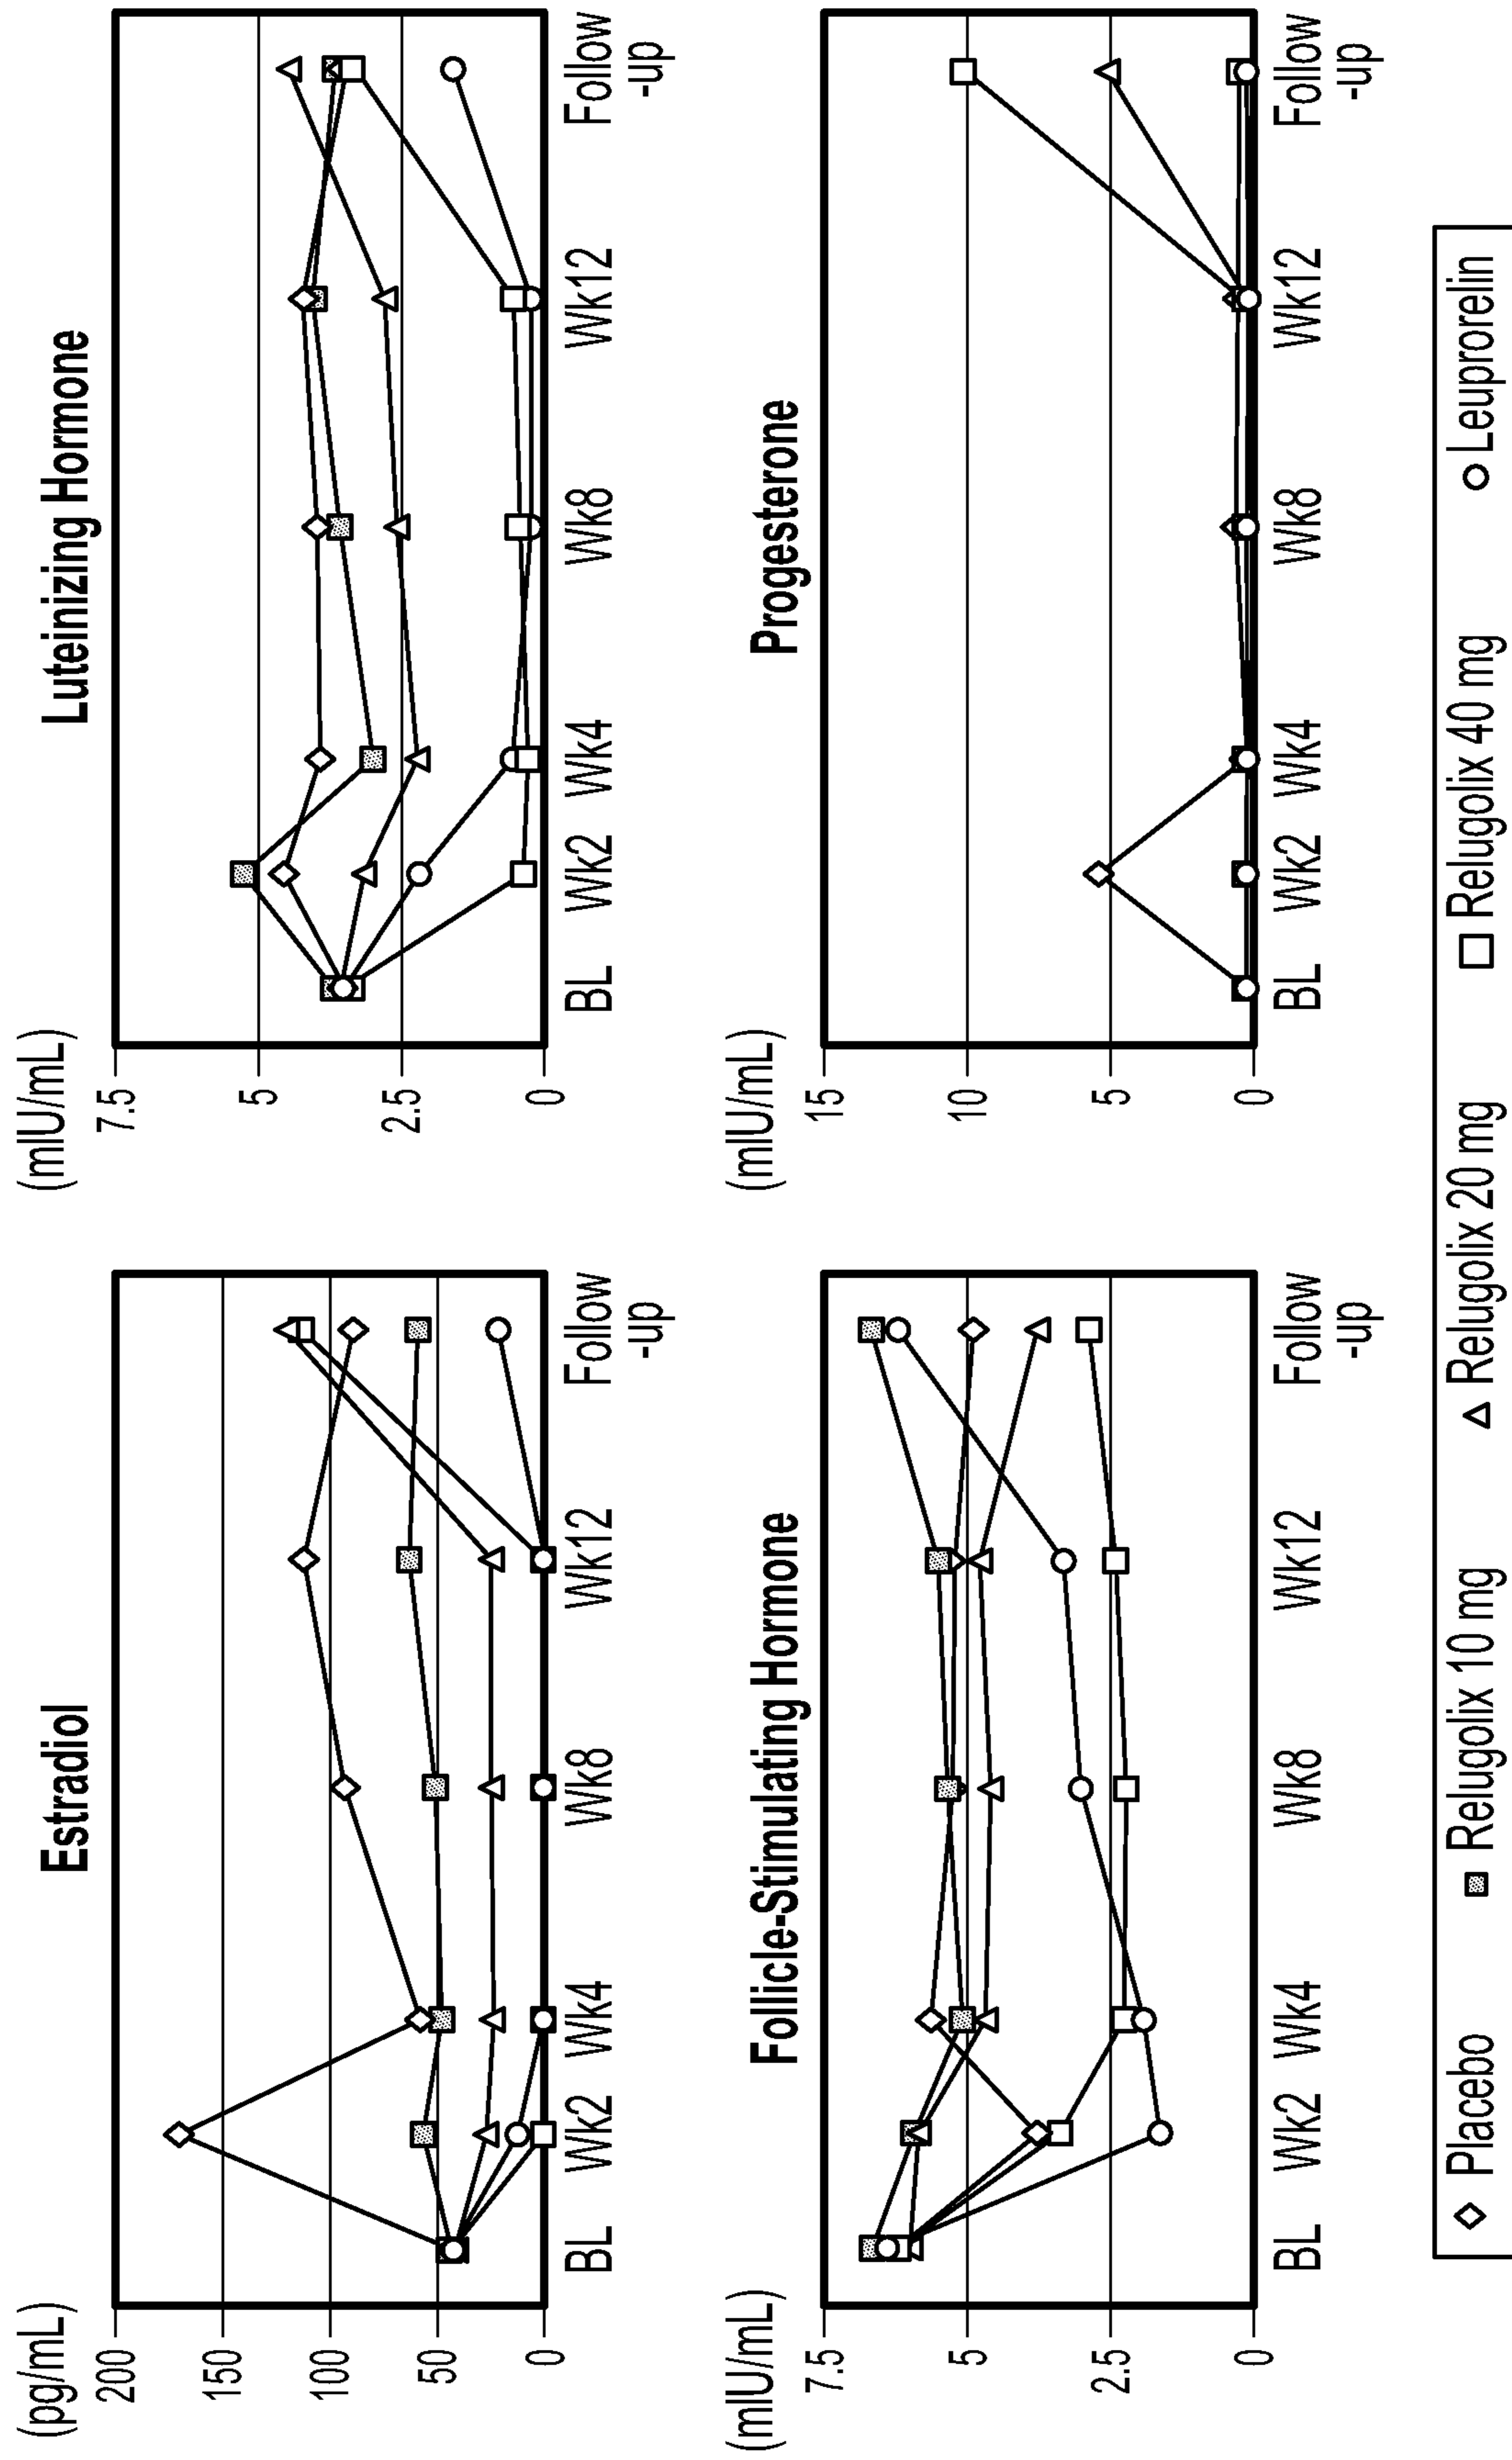 Estradiol
(pg/mL)
200
150
100
50
0
BL Wk2 Wk4 Wk8 Wk12 Follow
-up
Luteinizing Hormone
(mIU/mL)
7.5
5
2.5
0
BL Wk2 Wk4 Wk8 Wk12 Follow
-up
Follicle-Stimulating Hormone
(mIU/mL)
7.5
5
2.5
0
BL Wk2 Wk4 Wk8 Wk12 Follow
-up
Progesterone
(mIU/mL)
15
10
5
0
BL Wk2 Wk4 Wk8 Wk12 Follow
-up
Placebo Relugolix 10 mg Relugolix 20 mg Relugolix 40 mg Leuprorelin